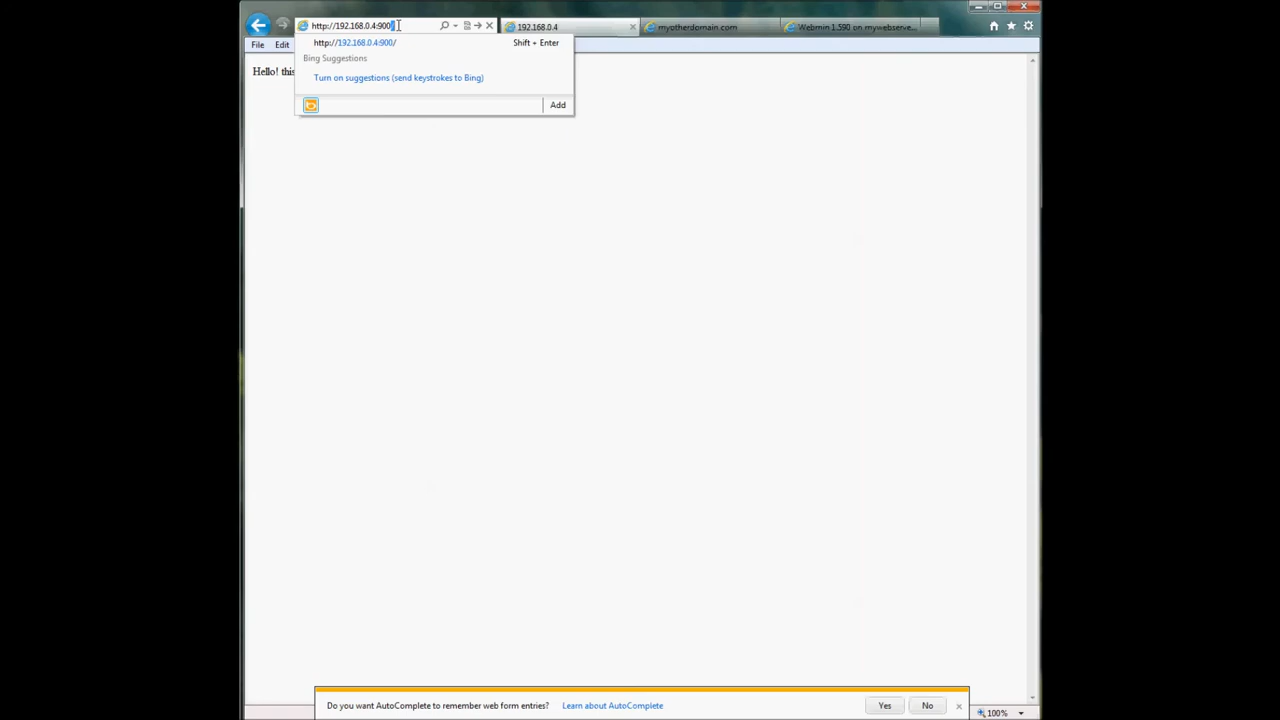 http://192.168.0.4:900/
192.168.0.4
myotherdomain.com
Webmin 1.590 on mywebserve...
File Edit
http://192.168.0.4:900/ Shift + Enter
Bing Suggestions
Hello! this
Turn on suggestions (send keystrokes to Bing)
Add
Do you want AutoComplete to remember web form entries? Learn about AutoComplete Yes No
100%